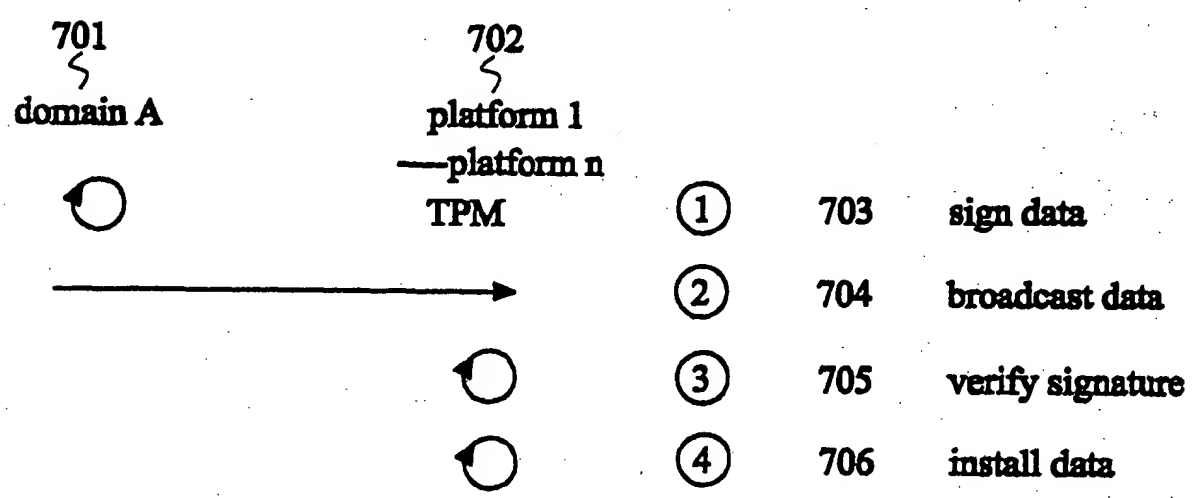 701 702
domain A platform 1
—platform n
TPM ① 703 sign data
② 704 broadcast data
③ 705 verify signature
④ 706 install data